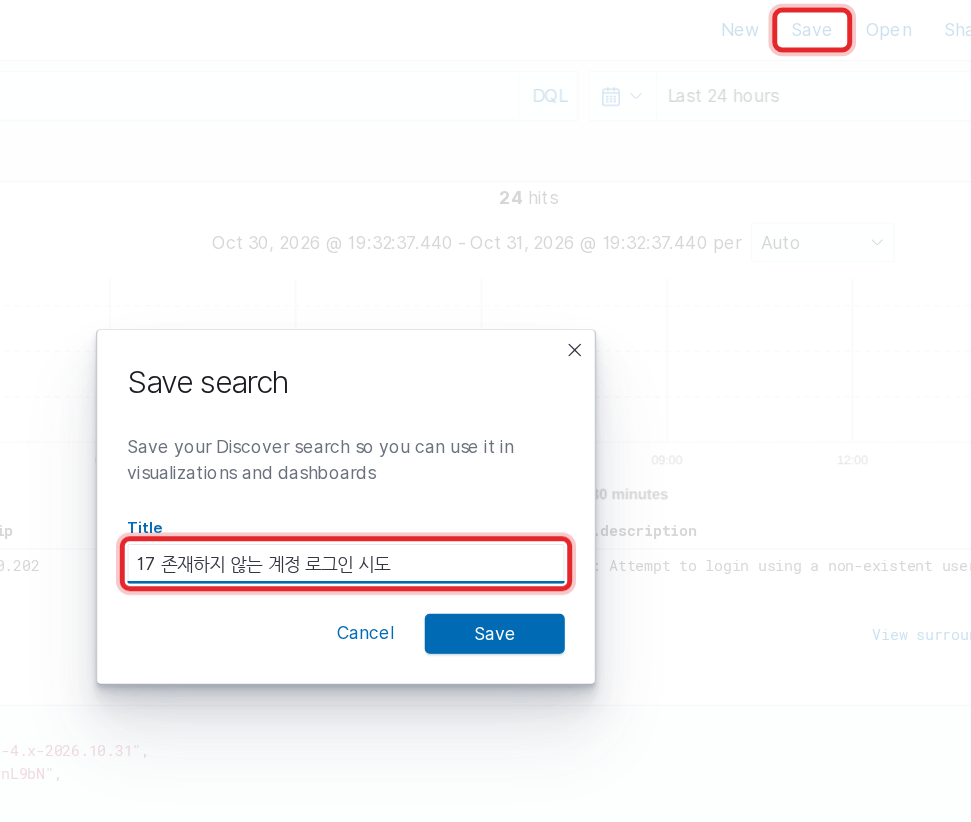 New Save Open Sha
DQL Last 24 hours
24 hits
Oct 30, 2026 @ 19:32:37.440 - Oct 31, 2026 @ 19:32:37.440 per Auto
Save search
Save your Discover search so you can use it in
visualizations and dashboards
09:00 12:00
30 minutes
Title
ip .description
17 존재하지 않는 계정 로그인 시도
0.202 : Attempt to login using a non-existent use
Cancel Save
View surrou
-4.x-2026.10.31",
nL9bN",